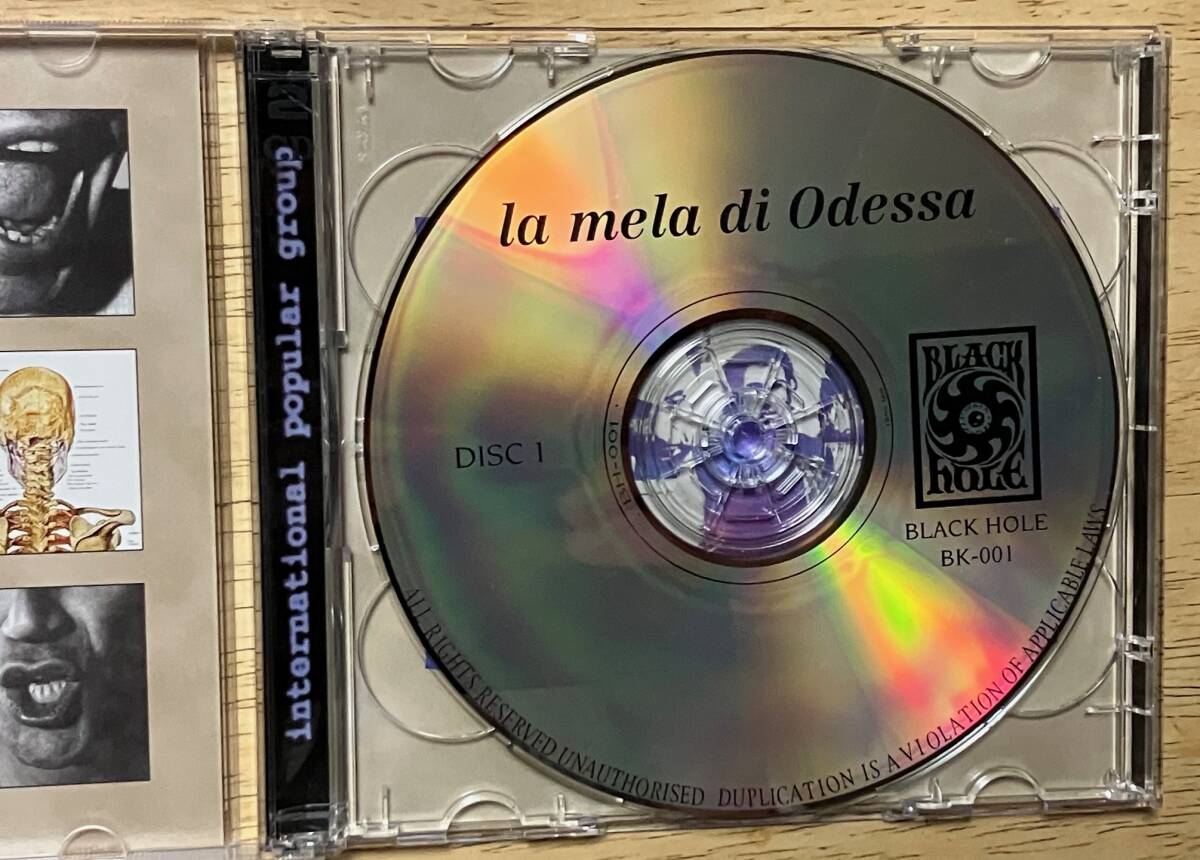 international popular group
la mela di Odessa
DISC 1
BLACK
HOLE
BLACK HOLE
BK-001
ALL RIGHTS RESERVED UNAUTHORISED DUPLICATION IS A VIOLATION OF APPLICABLE LAWS